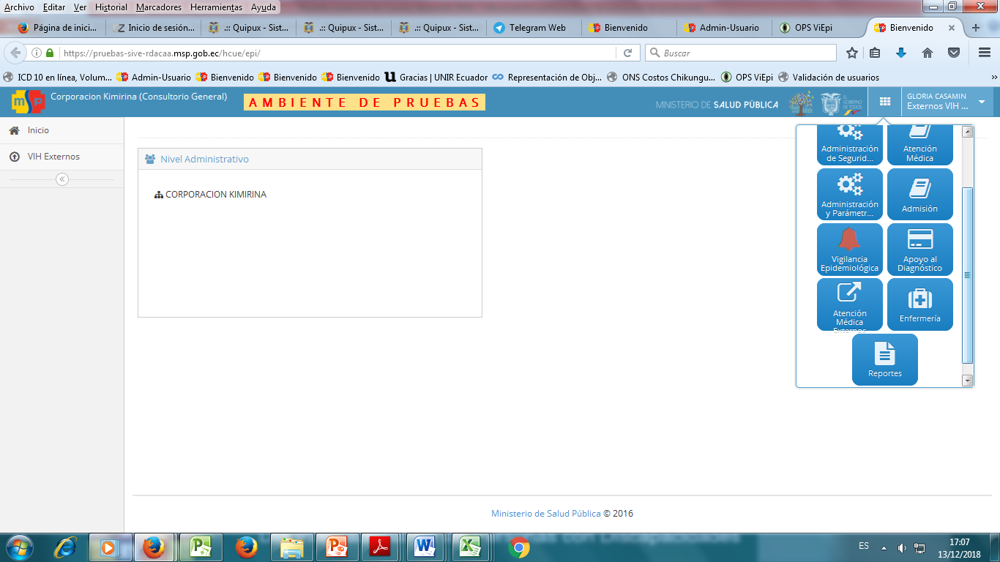 Archivo Editar Ver Historial Marcadores Herramientas Ayuda
Página de inici... Inicio de sesión... .:: Quipux - Sist... .:: Quipux - Sist... .:: Quipux - Sist... Telegram Web Bienvenido Admin-Usuario OPS ViEpi Bienvenido
https://pruebas-sive-rdacaa.msp.gob.ec/hcue/epi/ Buscar
ICD 10 en línea, Volum... Admin-Usuario Bienvenido Bienvenido Bienvenido Gracias | UNIR Ecuador Representación de Obj... ONS Costos Chikungu... OPS ViEpi Validación de usuarios
msp Corporacion Kimirina (Consultorio General) AMBIENTE DE PRUEBAS MINISTERIO DE SALUD PÚBLICA EL GOBIERNO DE TODOS GLORIA CASAMIN
Externos VIH ...
Inicio
VIH Externos
Nivel Administrativo
CORPORACION KIMIRINA
Administración de Segurid...
Atención Médica
Administración y Parámetr...
Admisión
Vigilancia Epidemiológica
Apoyo al Diagnóstico
Atención Médica Externos
Enfermería
Reportes
Ministerio de Salud Pública © 2016
ES 17:07
13/12/2018